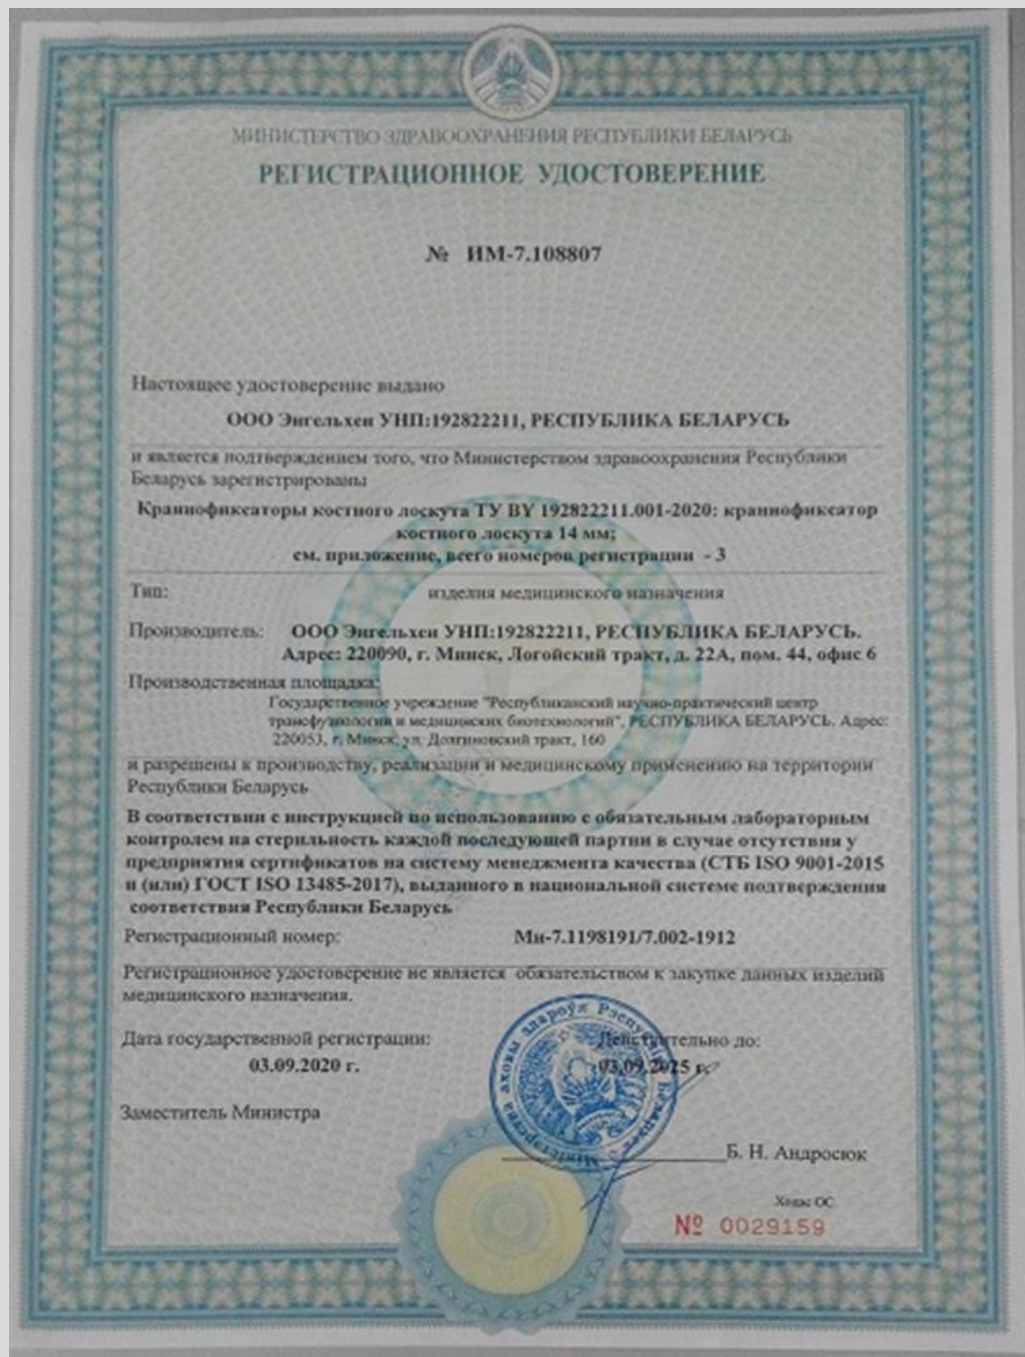 МИНИСТЕРСТВО ЗДРАВООХРАНЕНИЯ РЕСПУБЛИКИ БЕЛАРУСЬ
РЕГИСТРАЦИОННОЕ УДОСТОВЕРЕНИЕ
№ ИМ-7.108807
Настоящее удостоверение выдано
ООО Энгельхен УНП:192822211, РЕСПУБЛИКА БЕЛАРУСЬ
и является подтверждением того, что Министерством здравоохранения Республики
Беларусь зарегистрированы
Краниофиксаторы костного лоскута ТУ BY 192822211.001-2020: краниофиксатор
костного лоскута 14 мм;
см. приложение, всего номеров регистрации - 3
Тип: изделия медицинского назначения
Производитель: ООО Энгельхен УНП:192822211, РЕСПУБЛИКА БЕЛАРУСЬ.
Адрес: 220090, г. Минск, Логойский тракт, д. 22А, пом. 44, офис 6
Производственная площадка:
Государственное учреждение "Республиканский научно-практический центр
трансфузиологии и медицинских биотехнологий", РЕСПУБЛИКА БЕЛАРУСЬ. Адрес:
220053, г. Минск, ул. Долгиновский тракт, 160
и разрешены к производству, реализации и медицинскому применению на территории
Республики Беларусь
В соответствии с инструкцией по использованию с обязательным лабораторным
контролем на стерильность каждой последующей партии в случае отсутствия у
предприятия сертификатов на систему менеджмента качества (СТБ ISO 9001-2015
и (или) ГОСТ ISO 13485-2017), выданного в национальной системе подтверждения
соответствия Республики Беларусь
Регистрационный номер: Мн-7.1198191/7.002-1912
Регистрационное удостоверение не является обязательством к закупке данных изделий
медицинского назначения.
Дата государственной регистрации: Действительно до:
03.09.2020 г. 03.09.2025 г.
Міністэрства аховы здароўя Рэспублікі Беларусь
Заместитель Министра
Б. Н. Андросюк
ОС
№ 0029159